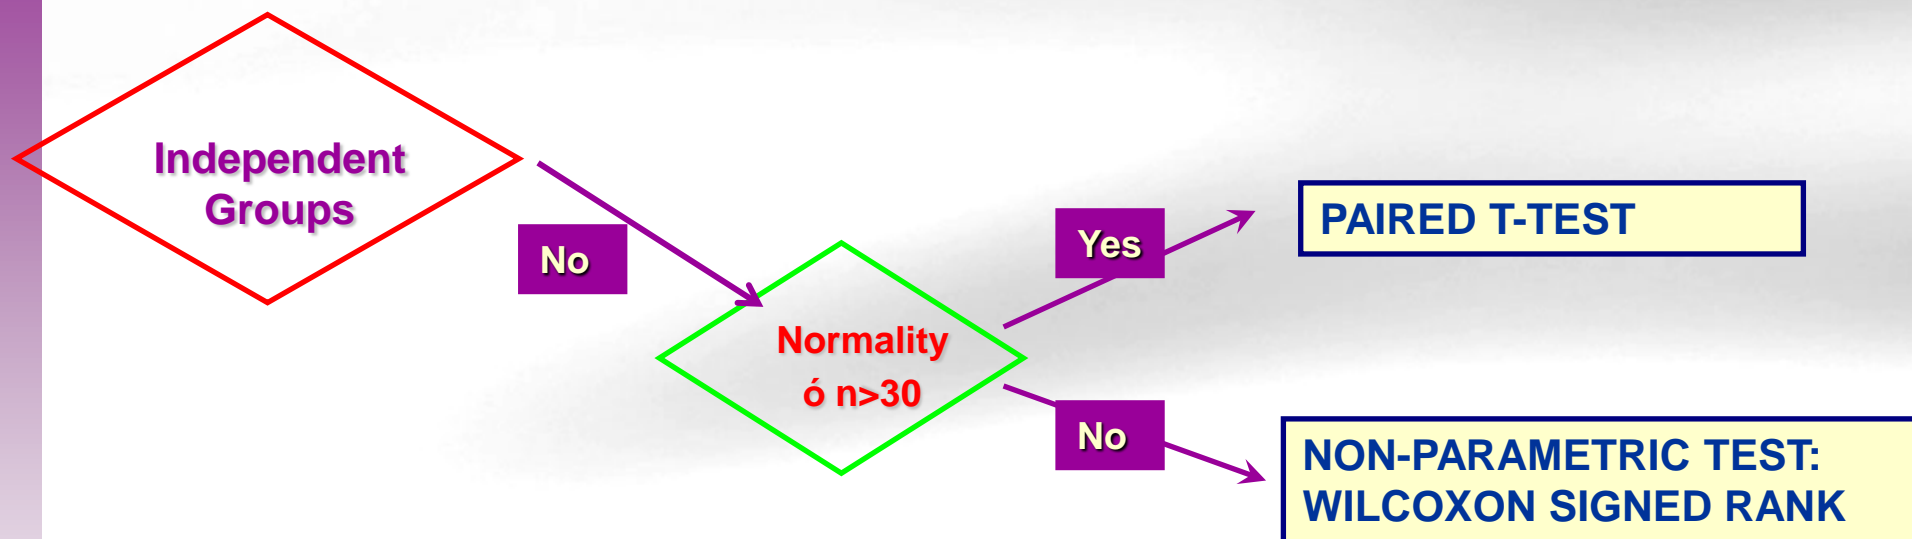 Independent
Groups
No
Normality
ó n>30
Yes
PAIRED T-TEST
No
NON-PARAMETRIC TEST:
WILCOXON SIGNED RANK